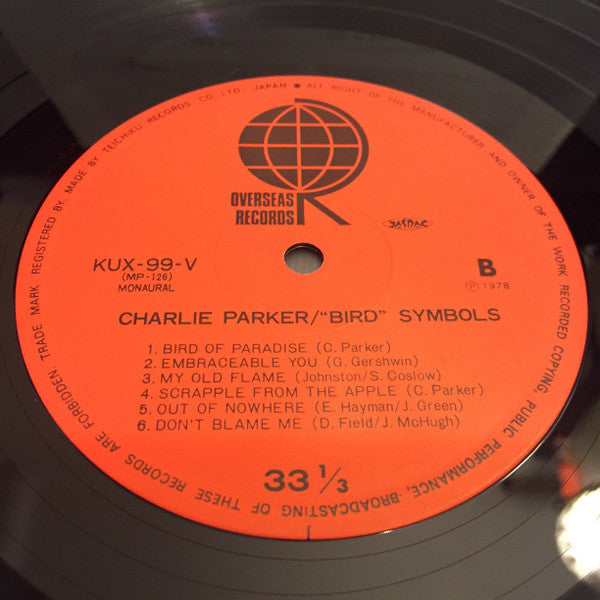 TRADE MARK REGISTERED BY. MADE BY TEICHIKU RECORDS CO. LTD. JAPAN ● ALL RIGHT OF THE MANUFACTURER AND OWNER OF THE WORK RECORDED COPYING, PUBLIC PERFORMANCE, BROADCASTING OF THESE RECORDS ARE FORBIDDEN
OVERSEAS
RECORDS
JASRAC
KUX-99-V
(MP-126)
MONAURAL
B
Ⓟ 1978
CHARLIE PARKER/“BIRD” SYMBOLS
1. BIRD OF PARADISE (C. Parker)
2. EMBRACEABLE YOU (G. Gershwin)
3. MY OLD FLAME (Johnston/S. Coslow)
4. SCRAPPLE FROM THE APPLE (C. Parker)
5. OUT OF NOWHERE (E. Hayman/J. Green)
6. DON'T BLAME ME (D. Field/J. McHugh)
33 1/3